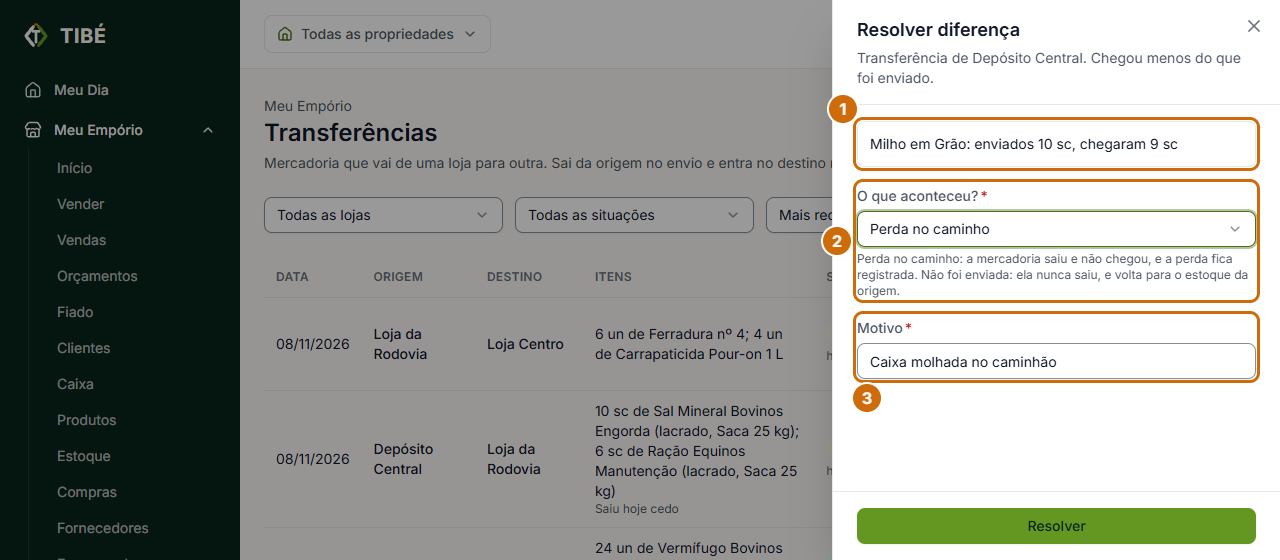 TIBÉ
Meu Dia
Meu Empório
Início
Vender
Vendas
Orçamentos
Fiado
Clientes
Caixa
Produtos
Estoque
Compras
Fornecedores
Todas as propriedades
Meu Empório
Transferências
Mercadoria que vai de uma loja para outra. Sai da origem no envio e entra no destino
Todas as lojas
Todas as situações
Mais rec
DATA
ORIGEM
DESTINO
ITENS
S
08/11/2026
Loja da
Rodovia
Loja Centro
6 un de Ferradura nº 4; 4 un
de Carrapaticida Pour-on 1 L
h
08/11/2026
Depósito
Central
Loja da
Rodovia
10 sc de Sal Mineral Bovinos
Engorda (lacrado, Saca 25 kg);
6 sc de Ração Equinos
Manutenção (lacrado, Saca 25
kg)
Saiu hoje cedo
h
24 un de Vermífugo Bovinos
Resolver diferença
Transferência de Depósito Central. Chegou menos do que
foi enviado.
1
Milho em Grão: enviados 10 sc, chegaram 9 sc
2
O que aconteceu? *
Perda no caminho
Perda no caminho: a mercadoria saiu e não chegou, e a perda fica
registrada. Não foi enviada: ela nunca saiu, e volta para o estoque da
origem.
Motivo *
Caixa molhada no caminhão
3
Resolver